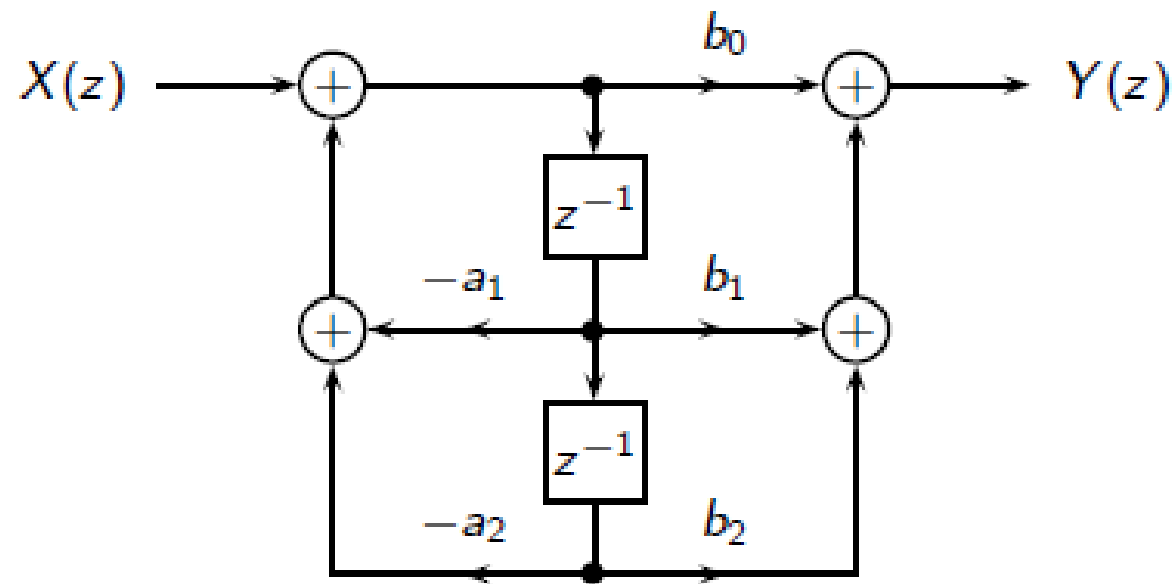 b₀
X(z) + + Y(z)
z⁻¹
−a₁ b₁
+ +
z⁻¹
−a₂ b₂